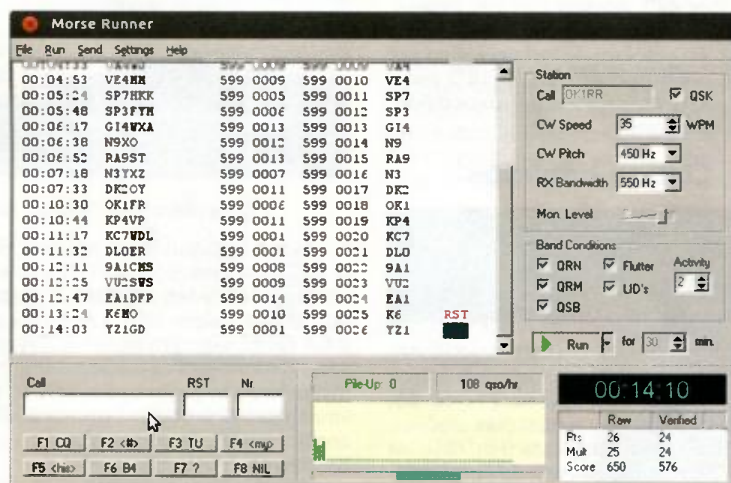 Morse Runner
File Run Send Settings Help
00:04:53 VE4MM 599 0009 599 0010 VE4
00:05:24 SP7HKK 599 0005 599 0011 SP7
00:05:48 SP3FYM 599 0006 599 0012 SP3
00:06:17 GI4WXA 599 0013 599 0013 GI4
00:06:38 N9XO 599 0012 599 0014 N9
00:06:52 RA9ST 599 0013 599 0015 RA9
00:07:18 N3YXZ 599 0007 599 0016 N3
00:07:33 DK2OY 599 0011 599 0017 DK2
00:10:30 OK1FR 599 0006 599 0018 OK1
00:10:44 KP4VP 599 0011 599 0019 KP4
00:11:17 KC7WDL 599 0001 599 0020 KC7
00:11:32 DL0ER 599 0001 599 0021 DL0
00:12:11 9A1CMS 599 0008 599 0022 9A1
00:12:25 VU2SWS 599 0009 599 0023 VU2
00:12:47 EA1DFP 599 0014 599 0024 EA1
00:13:24 K6MO 599 0010 599 0025 K6 RST
00:14:03 YZ1GD 599 0001 599 0026 YZ1
Station
Call OK1RR QSK
CW Speed 35 WPM
CW Pitch 450 Hz
RX Bandwidth 550 Hz
Mon. Level
Band Conditions
QRN Flutter Activity
QRM LID's 2
QSB
Run for 30 min.
Call RST Nr
F1 CQ F2 <#> F3 TU F4 <my>
F5 <his> F6 B4 F7 ? F8 NIL
Pile-Up: 0 108 qso/hr
00:14:10
Raw Verified
Pts 26 24
Mult 25 24
Score 650 576